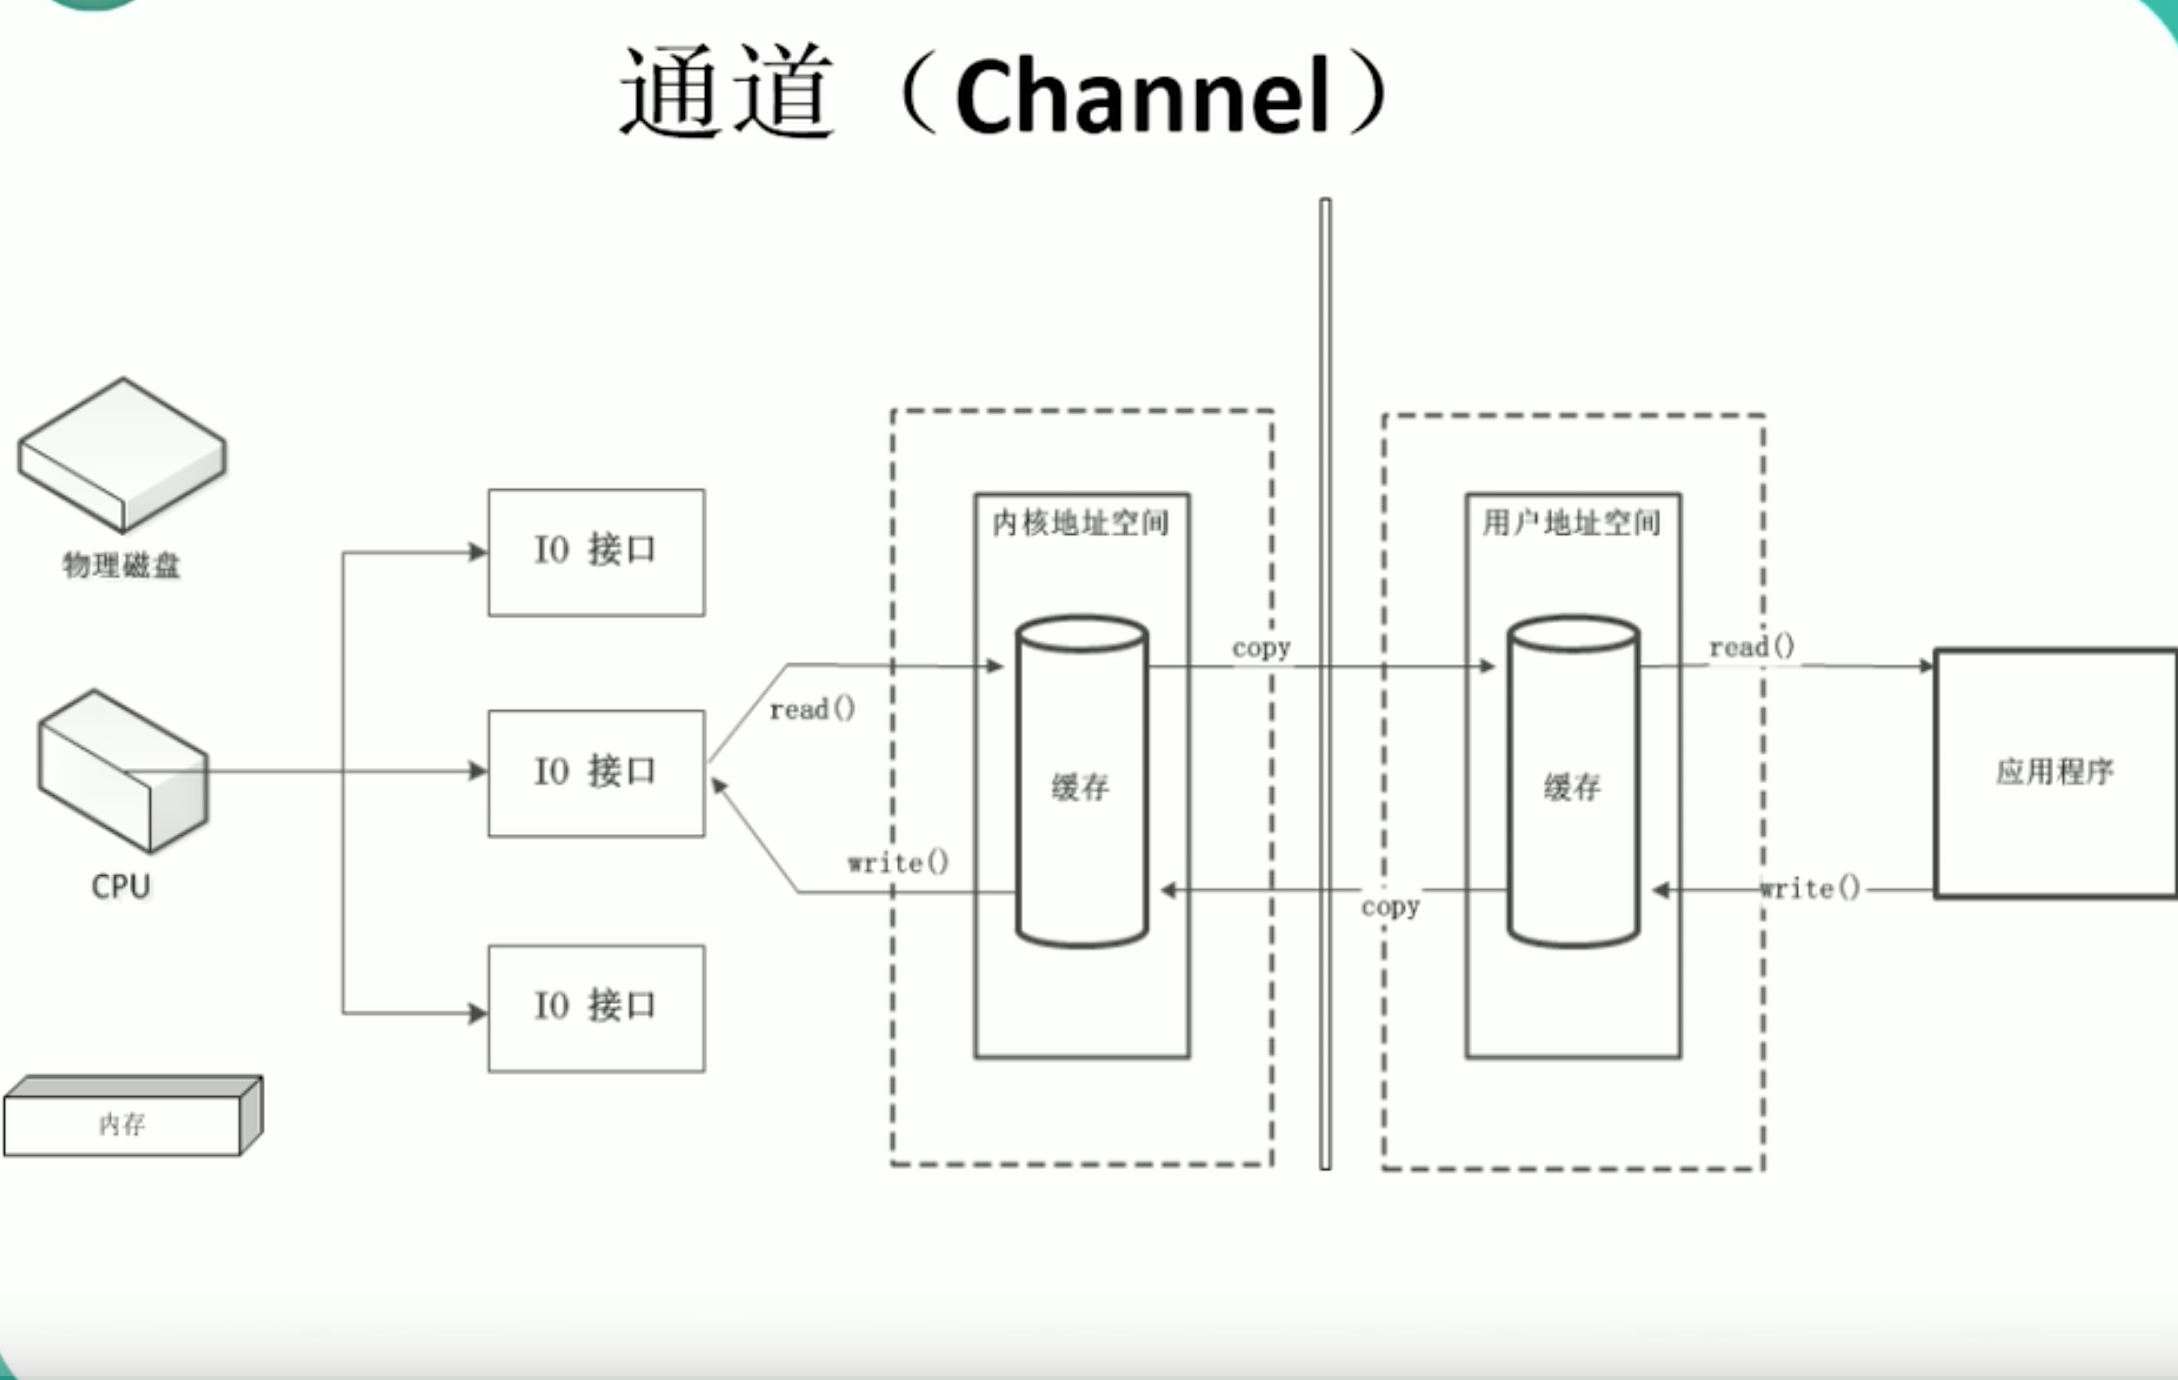 通道（Channel）
物理磁盘
CPU
内存
IO 接口
IO 接口
IO 接口
read()
write()
内核地址空间
缓存
copy
copy
用户地址空间
缓存
read()
write()
应用程序